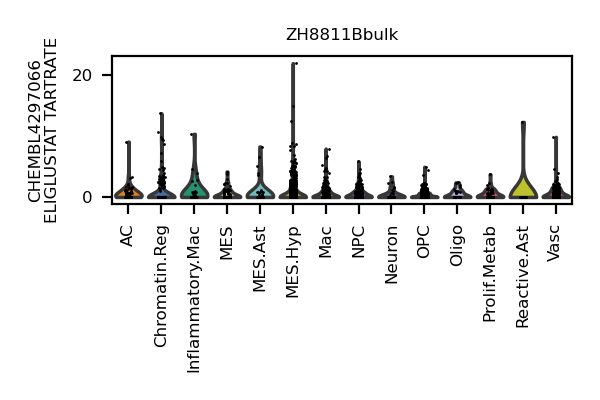 ZH8811Bbulk
CHEMBL4297066
ELIGLUSTAT TARTRATE
20
0
AC
Chromatin.Reg
Inflammatory.Mac
MES
MES.Ast
MES.Hyp
Mac
NPC
Neuron
OPC
Oligo
Prolif.Metab
Reactive.Ast
Vasc